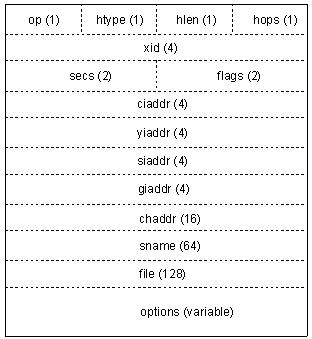 op (1) htype (1) hlen (1) hops (1)
xid (4)
secs (2) flags (2)
ciaddr (4)
yiaddr (4)
siaddr (4)
giaddr (4)
chaddr (16)
sname (64)
file (128)
options (variable)